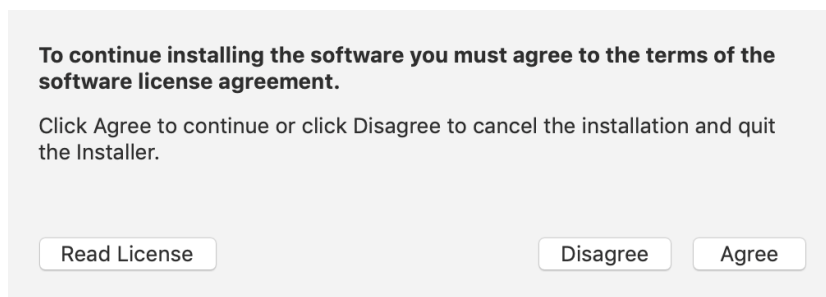 To continue installing the software you must agree to the terms of the
software license agreement.
Click Agree to continue or click Disagree to cancel the installation and quit
the Installer.
Read License
Disagree
Agree